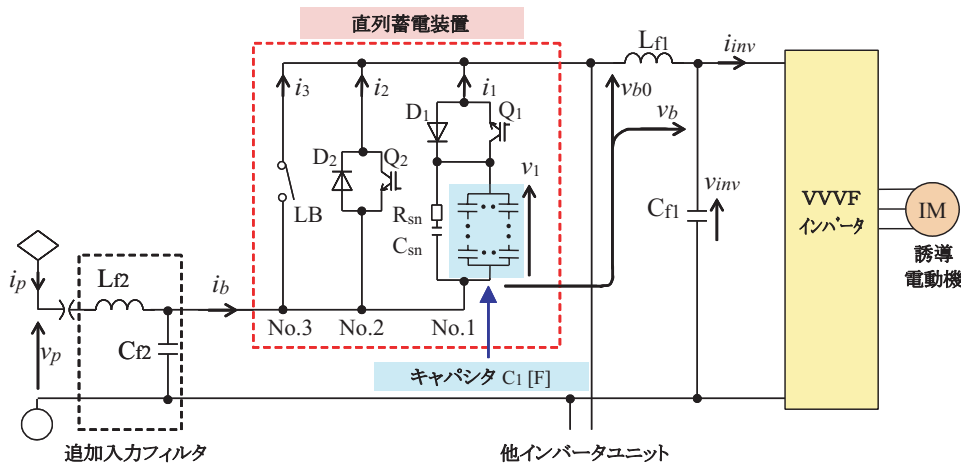 直列蓄電装置
Lf1
iinv
i3
i2
i1
vb0
D1
Q1
vb
D2
Q2
v1
LB
Rsn
Csn
Cf1
vinv
VVVF
インバータ
IM
誘導
電動機
ip
Lf2
ib
No.3
No.2
No.1
vp
Cf2
キャパシタ C1 [F]
追加入力フィルタ
他インバータユニット